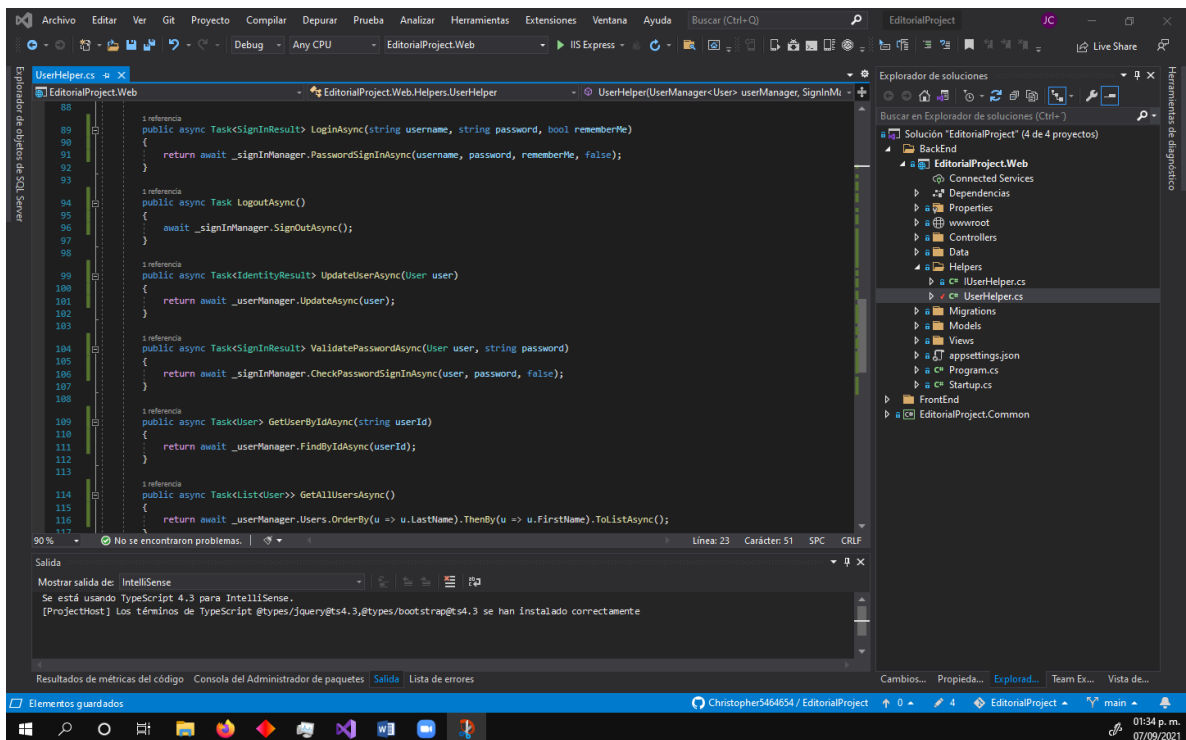 Archivo Editar Ver Git Proyecto Compilar Depurar Prueba Analizar Herramientas Extensiones Ventana Ayuda Buscar (Ctrl+Q) EditorialProject JC
Debug Any CPU EditorialProject.Web IIS Express Live Share
Explorador de objetos de SQL Server
UserHelper.cs
EditorialProject.Web EditorialProject.Web.Helpers.UserHelper UserHelper(UserManager<User> userManager, SignInMa
88
1 referencia
89 public async Task<SignInResult> LoginAsync(string username, string password, bool rememberMe)
90 {
91 return await _signInManager.PasswordSignInAsync(username, password, rememberMe, false);
92 }
93
1 referencia
94 public async Task LogoutAsync()
95 {
96 await _signInManager.SignOutAsync();
97 }
98
1 referencia
99 public async Task<IdentityResult> UpdateUserAsync(User user)
100 {
101 return await _userManager.UpdateAsync(user);
102 }
103
1 referencia
104 public async Task<SignInResult> ValidatePasswordAsync(User user, string password)
105 {
106 return await _signInManager.CheckPasswordSignInAsync(user, password, false);
107 }
108
1 referencia
109 public async Task<User> GetUserByIdAsync(string userId)
110 {
111 return await _userManager.FindByIdAsync(userId);
112 }
113
1 referencia
114 public async Task<List<User>> GetAllUsersAsync()
115 {
116 return await _userManager.Users.OrderBy(u => u.LastName).ThenBy(u => u.FirstName).ToListAsync();
117 }
90 % No se encontraron problemas. Línea: 23 Carácter: 51 SPC CRLF
Salida
Mostrar salida de: IntelliSense
Se está usando TypeScript 4.3 para IntelliSense.
[ProjectHost] Los términos de TypeScript @types/jquery@ts4.3,@types/bootstrap@ts4.3 se han instalado correctamente
Resultados de métricas del código Consola del Administrador de paquetes Salida Lista de errores
Explorador de soluciones
Buscar en Explorador de soluciones (Ctrl+´)
Solución "EditorialProject" (4 de 4 proyectos)
BackEnd
EditorialProject.Web
Connected Services
Dependencias
Properties
wwwroot
Controllers
Data
Helpers
C# IUserHelper.cs
C# UserHelper.cs
Migrations
Models
Views
appsettings.json
C# Program.cs
C# Startup.cs
FrontEnd
C# EditorialProject.Common
Cambios... Propieda... Explorad... Team Ex... Vista de...
Herramientas de diagnóstico
Elementos guardados Christopher5464654 / EditorialProject 0 4 EditorialProject main
01:34 p. m.
07/09/2021